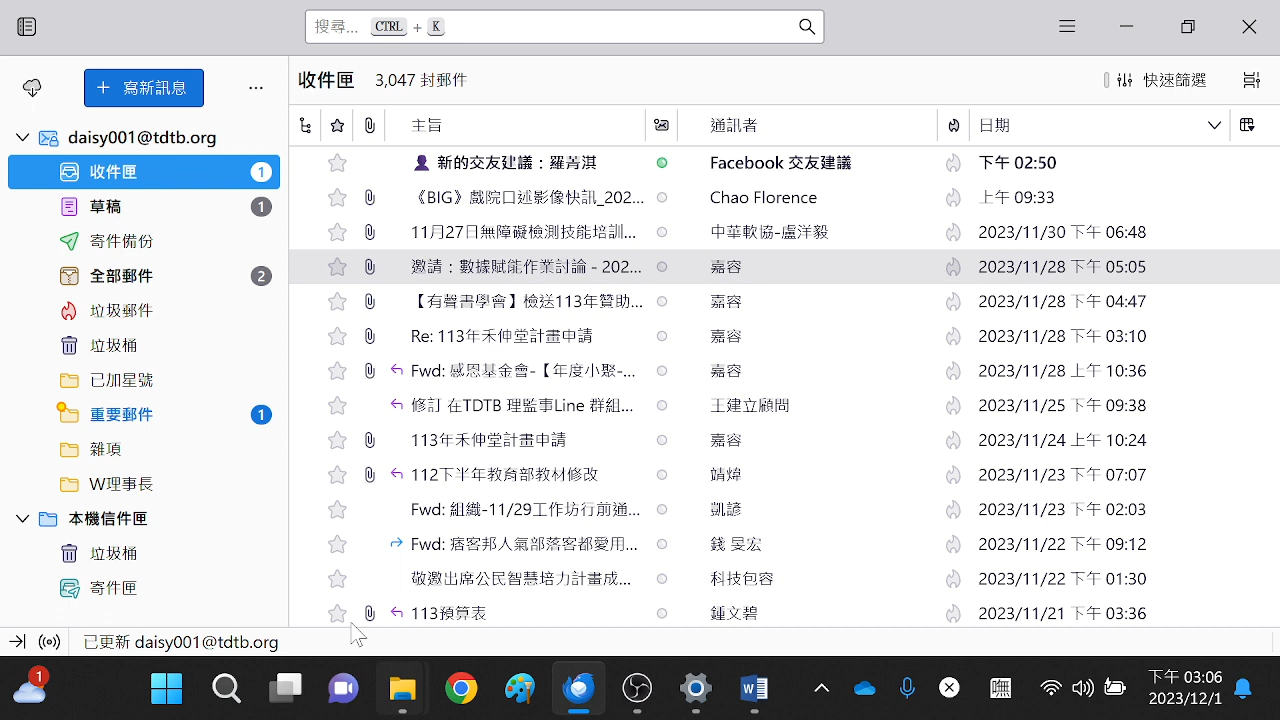 搜尋... CTRL + K
寫新訊息 ...
收件匣 3,047 封郵件 快速篩選
daisy001@tdtb.org
主旨 通訊者 日期
收件匣 1
草稿 1
寄件備份
全部郵件 2
垃圾郵件
垃圾桶
已加星號
重要郵件 1
雜項
W理事長
本機信件匣
垃圾桶
寄件匣
新的交友建議：羅菁淇 Facebook 交友建議 下午 02:50
《BIG》戲院口述影像快訊_202... Chao Florence 上午 09:33
11月27日無障礙檢測技能培訓... 中華軟協-盧洋毅 2023/11/30 下午 06:48
邀請：數據賦能作業討論 - 202... 嘉容 2023/11/28 下午 05:05
【有聲書學會】檢送113年贊助... 嘉容 2023/11/28 下午 04:47
Re: 113年禾伸堂計畫申請 嘉容 2023/11/28 下午 03:10
Fwd: 感恩基金會-【年度小聚-... 嘉容 2023/11/28 上午 10:36
修訂 在TDTB 理監事Line 群組... 王建立顧問 2023/11/25 下午 09:38
113年禾伸堂計畫申請 嘉容 2023/11/24 上午 10:24
112下半年教育部教材修改 靖煒 2023/11/23 下午 07:07
Fwd: 組織-11/29工作坊行前通... 凱諺 2023/11/23 下午 02:03
Fwd: 痞客邦人氣部落客都愛用... 錢 旻宏 2023/11/22 下午 09:12
敬邀出席公民智慧培力計畫成... 科技包容 2023/11/22 下午 01:30
113預算表 鍾文碧 2023/11/21 下午 03:36
已更新 daisy001@tdtb.org
1
下午 03:06
2023/12/1